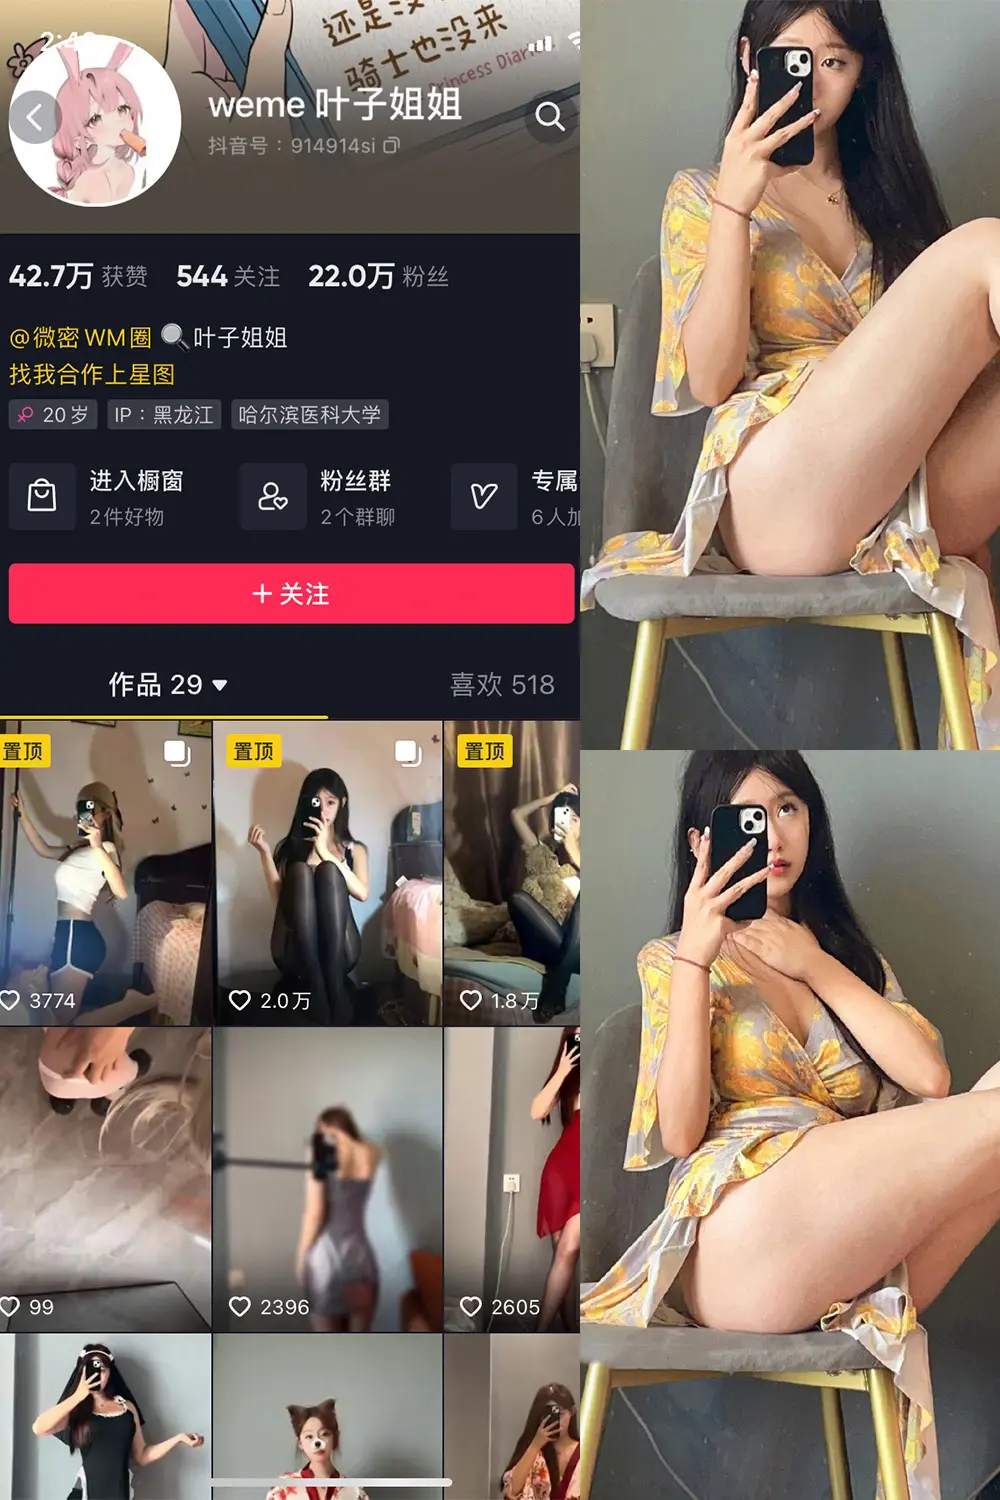 还是没
骑士也没来
Princess Diar
2:4
weme 叶子姐姐
抖音号：914914si
42.7万 获赞 544 关注 22.0万 粉丝
@微密WM圈 🔍叶子姐姐
找我合作上星图
20岁 IP：黑龙江 哈尔滨医科大学
进入橱窗 粉丝群 专属
2件好物 2个群聊 6人加
+ 关注
作品 29 喜欢 518
置顶 置顶 置顶
3774 2.0万 1.8万
99 2396 2605